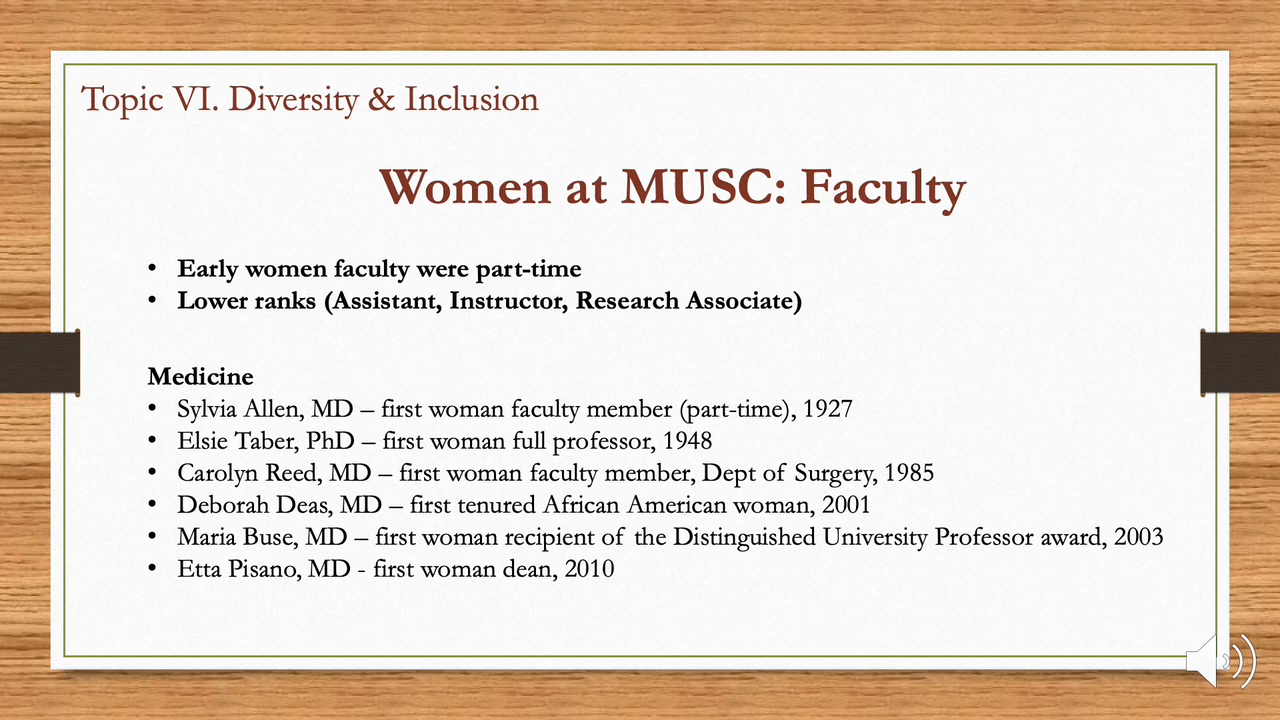 Topic VI. Diversity & Inclusion
Women at MUSC: Faculty
• Early women faculty were part-time
• Lower ranks (Assistant, Instructor, Research Associate)
Medicine
• Sylvia Allen, MD – first woman faculty member (part-time), 1927
• Elsie Taber, PhD – first woman full professor, 1948
• Carolyn Reed, MD – first woman faculty member, Dept of Surgery, 1985
• Deborah Deas, MD – first tenured African American woman, 2001
• Maria Buse, MD – first woman recipient of the Distinguished University Professor award, 2003
• Etta Pisano, MD - first woman dean, 2010